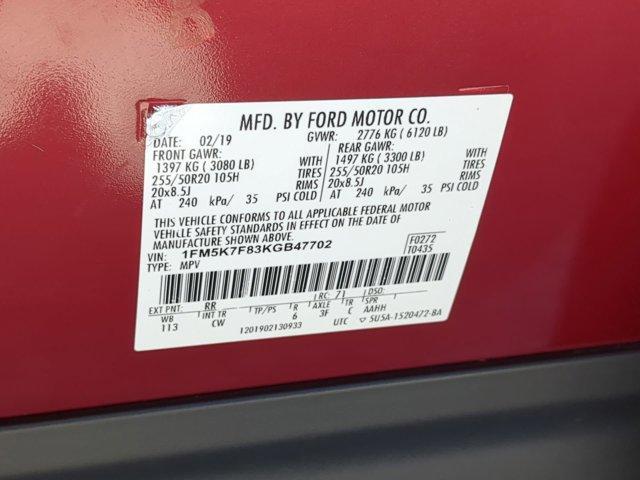 MFD. BY FORD MOTOR CO.
DATE: 02/19 GVWR: 2776 KG ( 6120 LB)
FRONT GAWR: REAR GAWR:
1397 KG ( 3080 LB) WITH 1497 KG ( 3300 LB) WITH
255/50R20 105H TIRES 255/50R20 105H TIRES
20x8.5J RIMS 20x8.5J RIMS
AT 240 kPa/ 35 PSI COLD AT 240 kPa/ 35 PSI COLD
THIS VEHICLE CONFORMS TO ALL APPLICABLE FEDERAL MOTOR
VEHICLE SAFETY STANDARDS IN EFFECT ON THE DATE OF
MANUFACTURE SHOWN ABOVE.
VIN: 1FM5K7F83KGB47702 F0272
TYPE: MPV T0435
EXT PNT: RR RC: 71 DSO:
WB INT TR TP/PS R AXLE TR SPR
113 CW 6 3F C AAHH
1201902130933 UTC 5U5A-1520472-BA